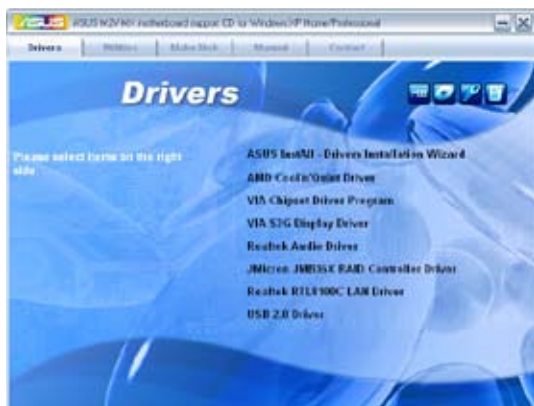 ASUS M2V-MX motherboard support CD for Windows XP Home/Professional
Drivers
Utilities
Make Disk
Manual
Contact
Drivers
Please select items on the right side
ASUS InstAll - Drivers Installation Wizard
AMD Cool'n'Quiet Driver
VIA Chipset Driver Program
VIA S3G Display Driver
Realtek Audio Driver
JMicron JMB36X RAID Controller Driver
Realtek RTL8100C LAN Driver
USB 2.0 Driver